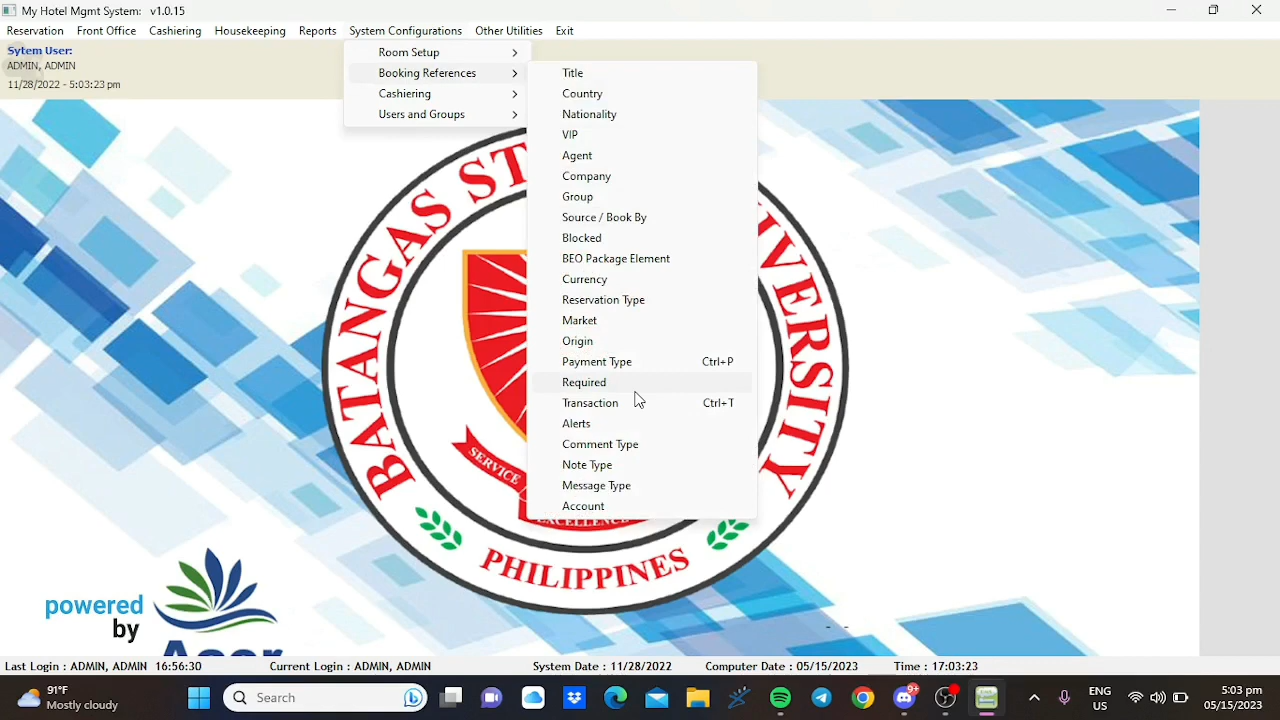 My Hotel Mgmt System: v1.0.15
Reservation Front Office Cashiering Housekeeping Reports System Configurations Other Utilities Exit
Sytem User:
ADMIN, ADMIN
11/28/2022 - 5:03:23 pm
Room Setup
Booking References
Cashiering
Users and Groups
Title
Country
Nationality
VIP
Agent
Company
Group
Source / Book By
Blocked
BEO Package Element
Currency
Reservation Type
Market
Origin
Payment Type Ctrl+P
Required
Transaction Ctrl+T
Alerts
Comment Type
Note Type
Message Type
Account
BATANGAS ST UNIVERSITY
SERVICE
EXCELLENCE
PHILIPPINES
powered
by
Last Login : ADMIN, ADMIN 16:56:30 Current Login : ADMIN, ADMIN System Date : 11/28/2022 Computer Date : 05/15/2023 Time : 17:03:23
91°F
Mostly cloudy
Search
9+
ENG
US
5:03 pm
05/15/2023